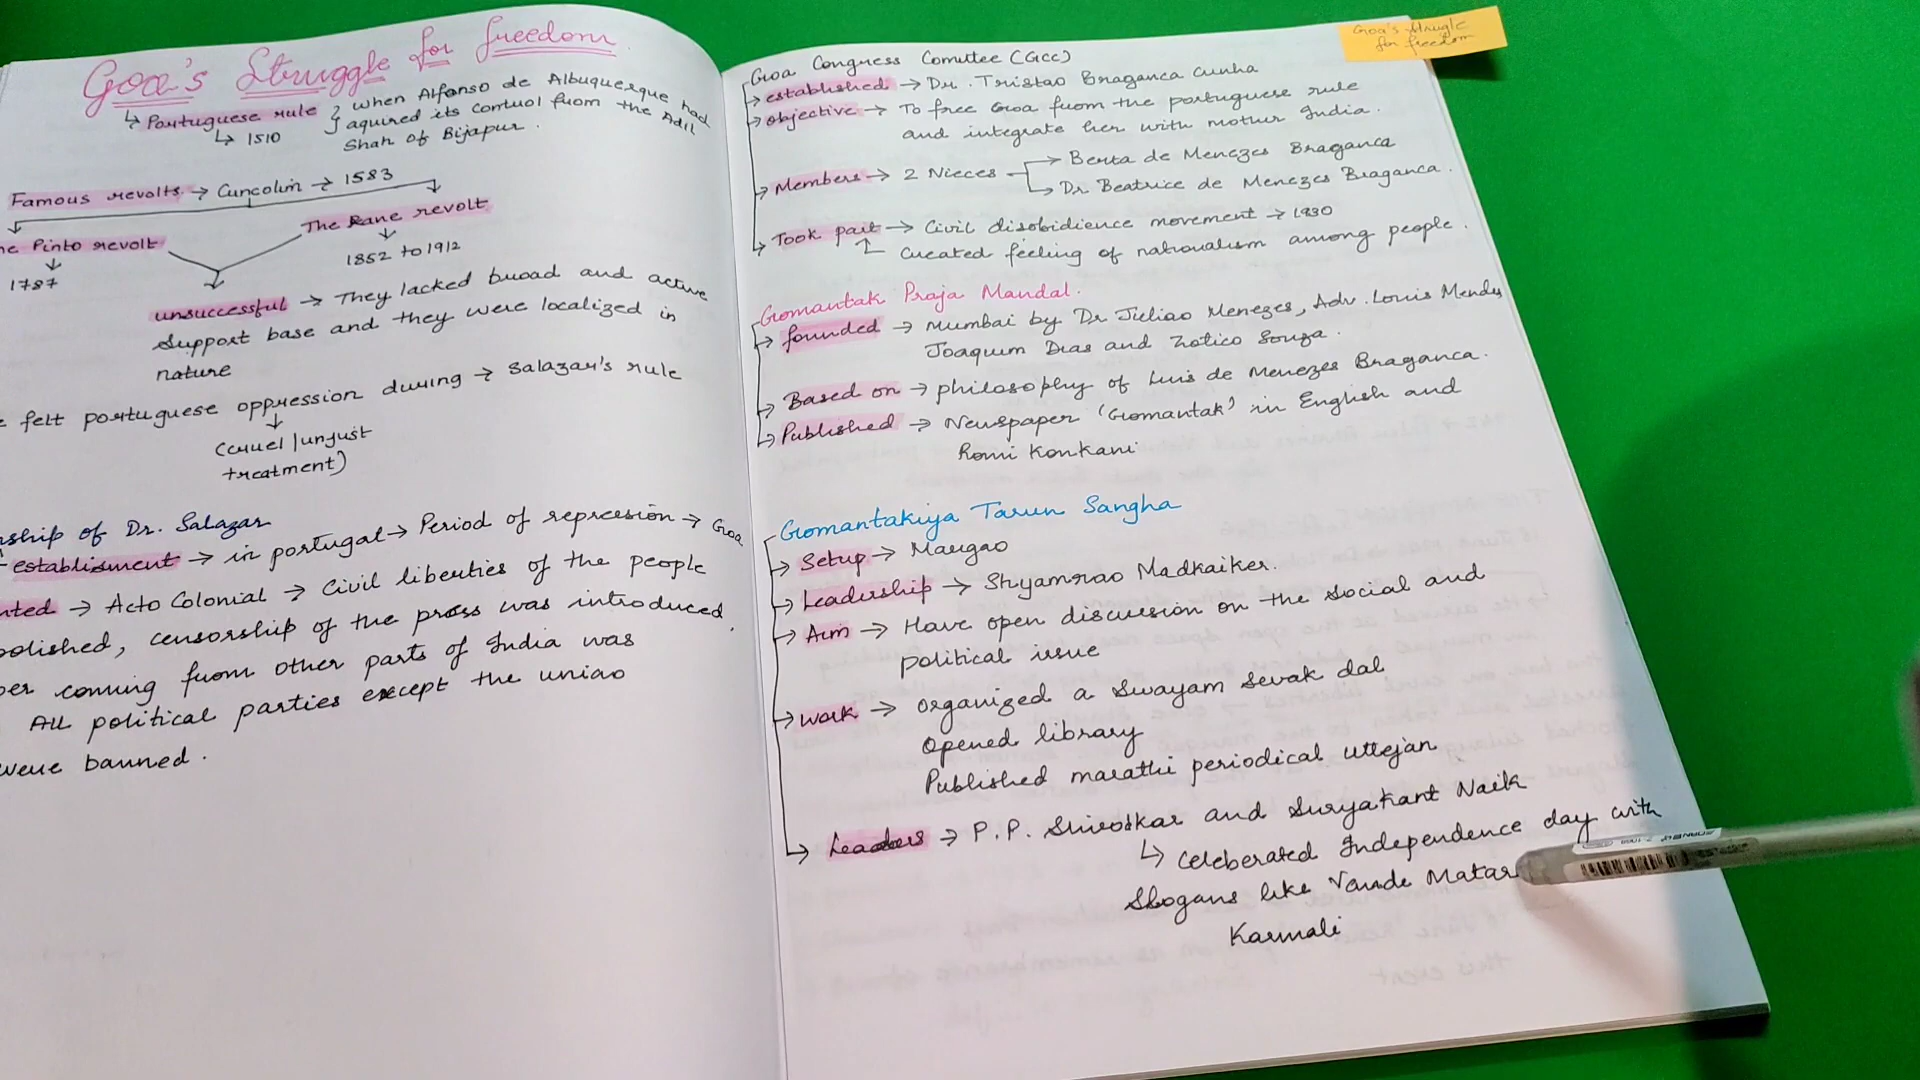 Goa's Struggle for freedom
Portuguese rule
when Alfanso de Albuquerque had
aquired its control from the Adil
Shah of Bijapur.
1510
Famous revolts → Cuncolim → 1583
he Pinto revolt
The Rane revolt
1787
1852 to 1912
unsuccessful → They lacked broad and active
support base and they were localized in
nature
felt portuguese oppression during → Salazar's rule
(cruel/unjust
treatment)
rship of Dr. Salazar
establisment → in portugal → Period of repression → Goa
nted → Acto Colonial → Civil liberties of the people
bolished, censorship of the press was introduced.
per coming from other parts of India was
All political parties except the uniao
were banned.
Goa's Strugle
for freedom
Goa Congress Comittee (GCC)
established → Dr. Tristao Braganca Cunha
objective → To free Goa from the portuguese rule
and integrate her with mother India.
Members → 2 Nieces → Berta de Menezes Braganca
→ Dr Beatrice de Menezes Braganca.
Took part → Civil disobidience movement → 1930
Created feeling of nationalism among people.
Gomantak Praja Mandal.
founded → Mumbai by Dr Juliao Menezes, Adv. Louis Mendes
Joaquim Dias and Zotico Souza.
Based on → philosophy of Luis de Menezes Braganca.
Published → Newspaper 'Gomantak' in English and
Romi Konkani
Gomantakiya Tarun Sangha
Setup → Margao
Leadership → Shyamrao Madkaiker.
Aim → Have open discussion on the social and
political issue
work → organized a Swayam Sevak dal
Opened library
Published marathi periodical Uttejan
Leaders → P.P. Shirodkar and Suryakant Naik
↳ Celeberated Independence day with
Slogans like Vande Matar
Karmali